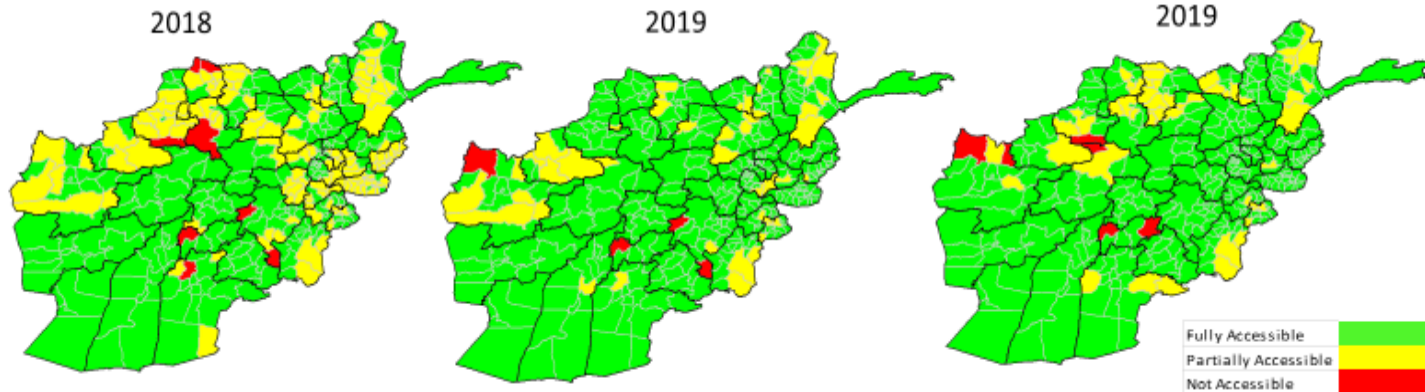 2018
2019
2019
Fully Accessible
Partially Accessible
Not Accessible